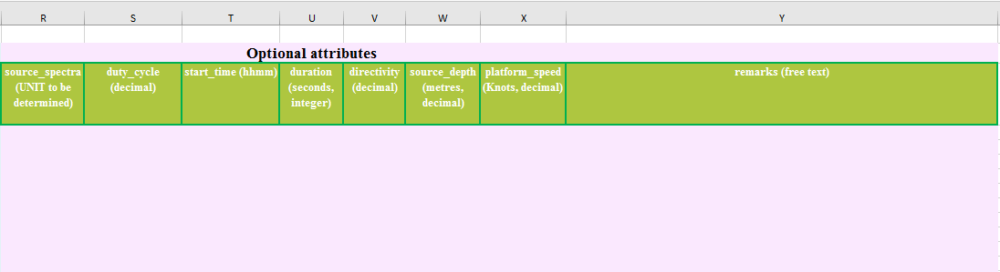 R S T U V W X Y
Optional attributes
source_spectra duty_cycle start_time (hhmm) duration directivity source_depth platform_speed remarks (free text)
(UNIT to be (decimal) (seconds, (decimal) (metres, (Knots, decimal)
determined) integer) decimal)